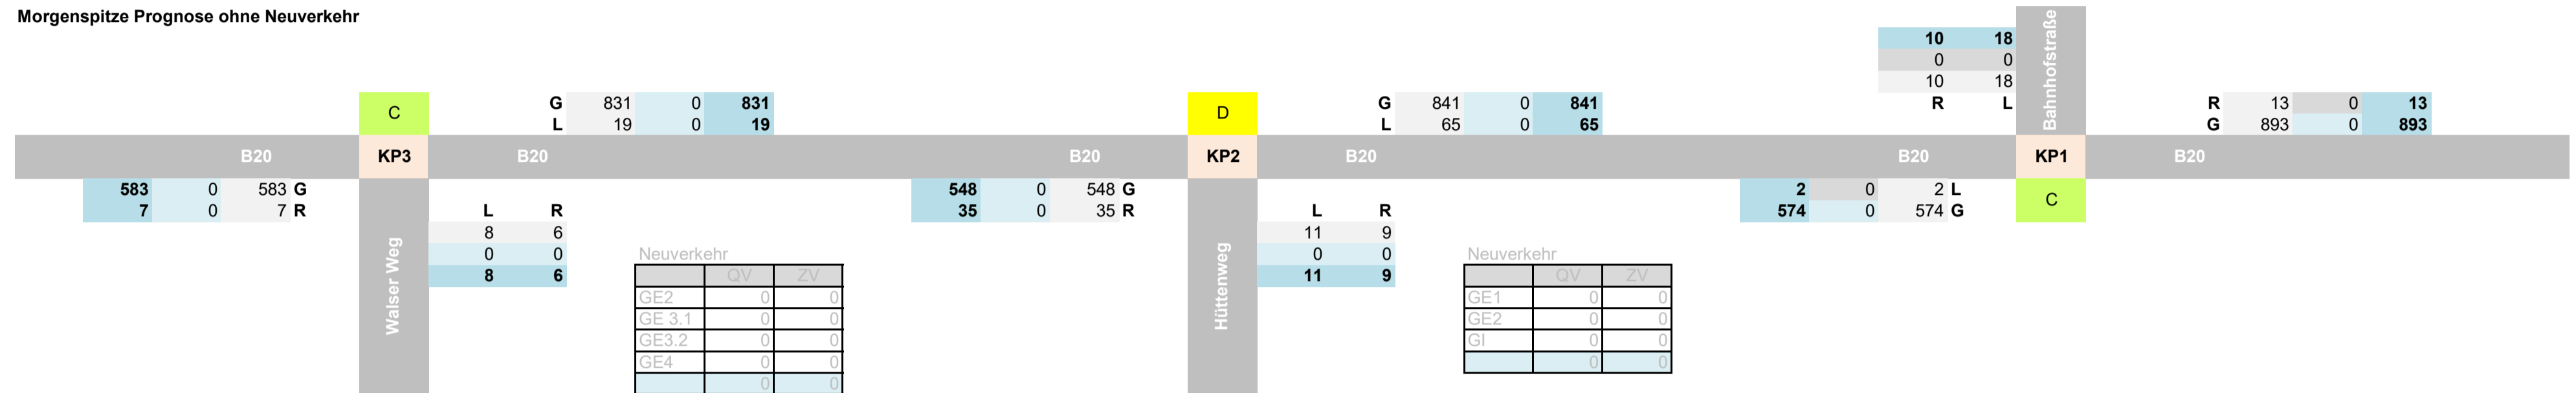 Morgenspitze Prognose ohne Neuverkehr
10 18
0 0
10 18
R L
Bahnhofstraße
C
G 831 0 831
L 19 0 19
D
G 841 0 841
L 65 0 65
R 13 0 13
G 893 0 893
B20 KP3 B20 B20 KP2 B20 B20 KP1 B20
583 0 583 G
7 0 7 R
L R
8 6
0 0
8 6
Walser Weg
548 0 548 G
35 0 35 R
L R
11 9
0 0
11 9
Hüttenweg
2 0 2 L
574 0 574 G
C
Neuverkehr
QV ZV
GE2 0 0
GE 3.1 0 0
GE3.2 0 0
GE4 0 0
0 0
Neuverkehr
QV ZV
GE1 0 0
GE2 0 0
GI 0 0
0 0